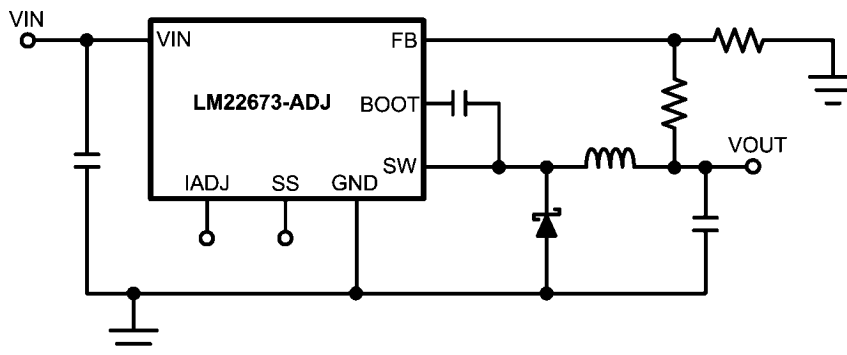 VIN
VIN
FB
LM22673-ADJ
BOOT
VOUT
SW
IADJ
SS
GND